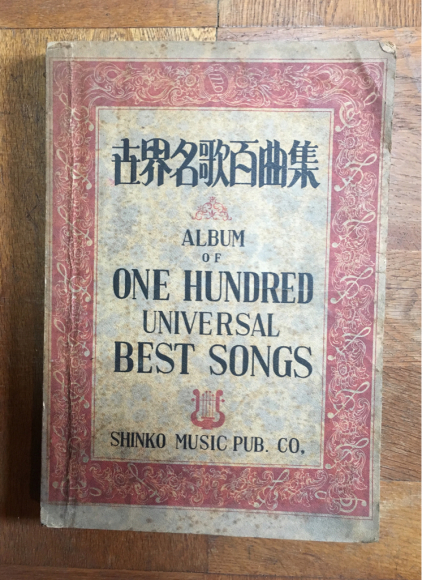 世界名歌百曲集
ALBUM
OF
ONE HUNDRED
UNIVERSAL
BEST SONGS
SHINKO MUSIC PUB. CO.